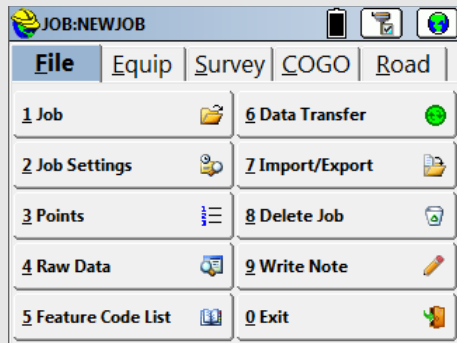 JOB:NEWJOB
File Equip Survey COGO Road
1 Job 6 Data Transfer
2 Job Settings 7 Import/Export
3 Points 8 Delete Job
4 Raw Data 9 Write Note
5 Feature Code List 0 Exit